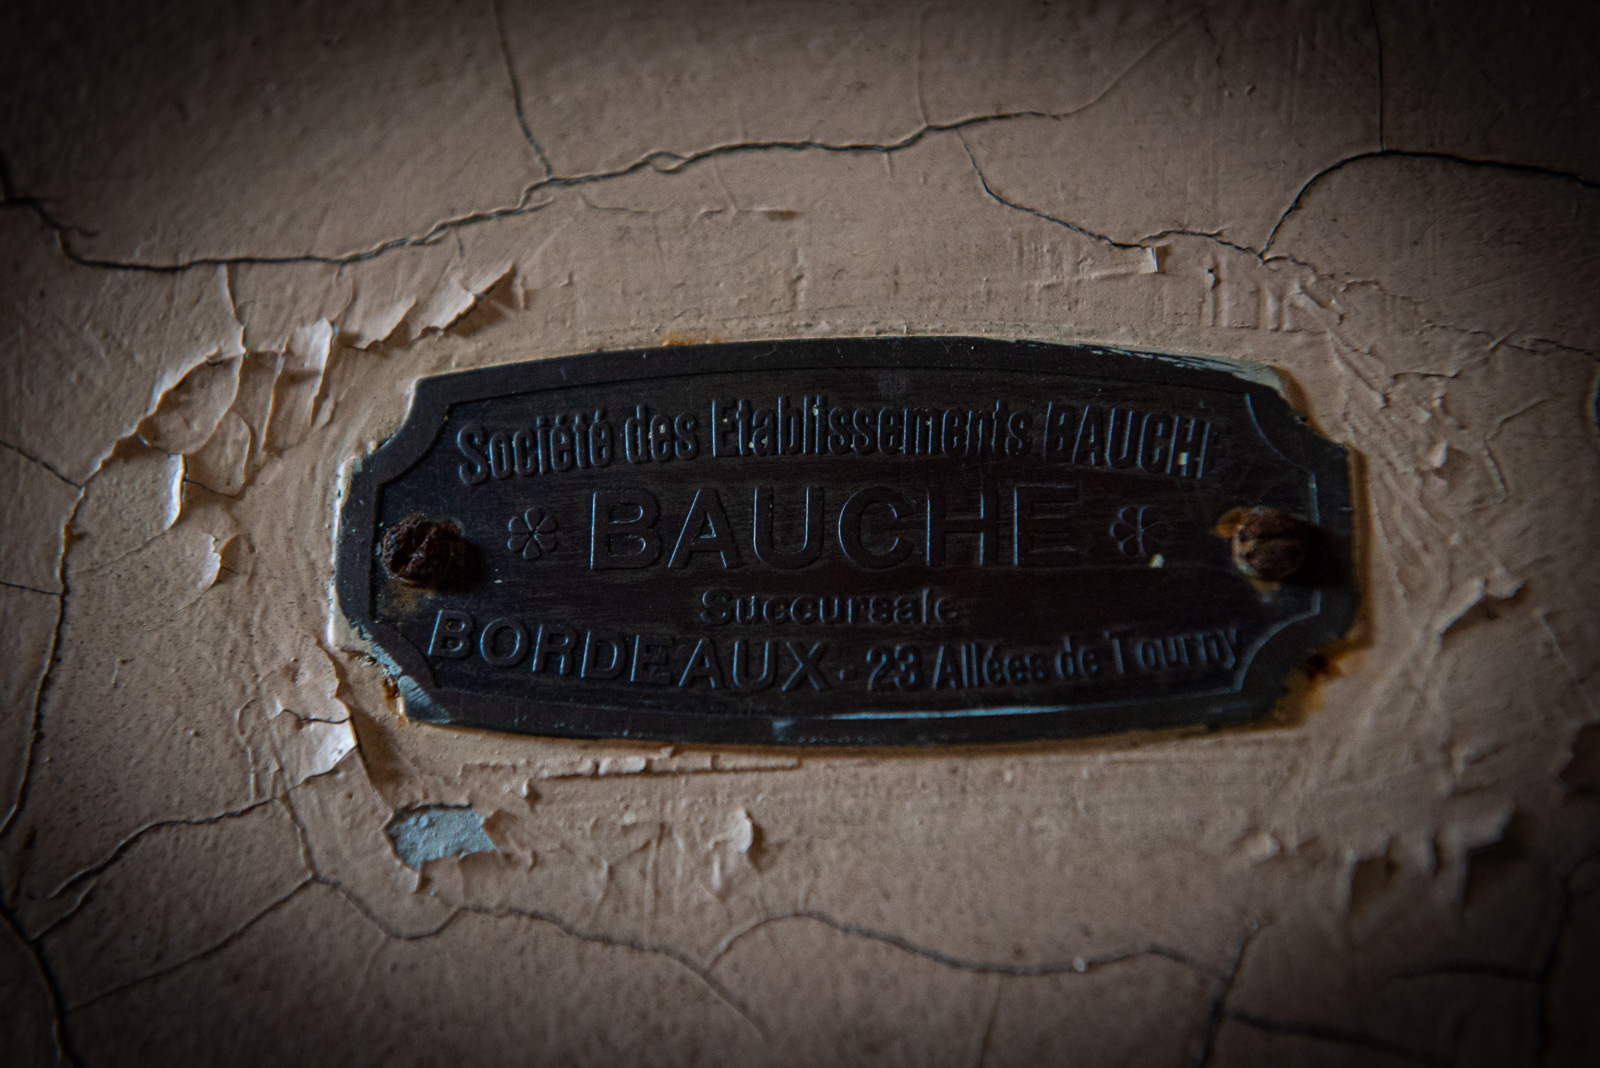 Société des Etablissements BAUCHE
BAUCHE
Succursale
BORDEAUX - 23 Allées de Tourny